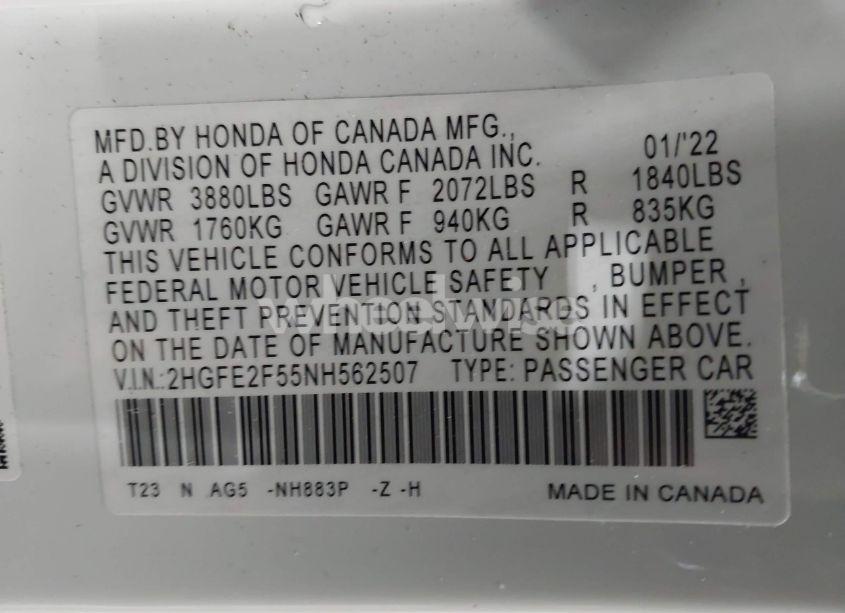 MFD.BY HONDA OF CANADA MFG.,
A DIVISION OF HONDA CANADA INC. 01/'22
GVWR 3880LBS GAWR F 2072LBS R 1840LBS
GVWR 1760KG GAWR F 940KG R 835KG
THIS VEHICLE CONFORMS TO ALL APPLICABLE
FEDERAL MOTOR VEHICLE SAFETY , BUMPER ,
AND THEFT PREVENTION STANDARDS IN EFFECT
ON THE DATE OF MANUFACTURE SHOWN ABOVE.
V.I.N.:2HGFE2F55NH562507 TYPE: PASSENGER CAR
T23 N AG5 -NH883P -Z -H MADE IN CANADA